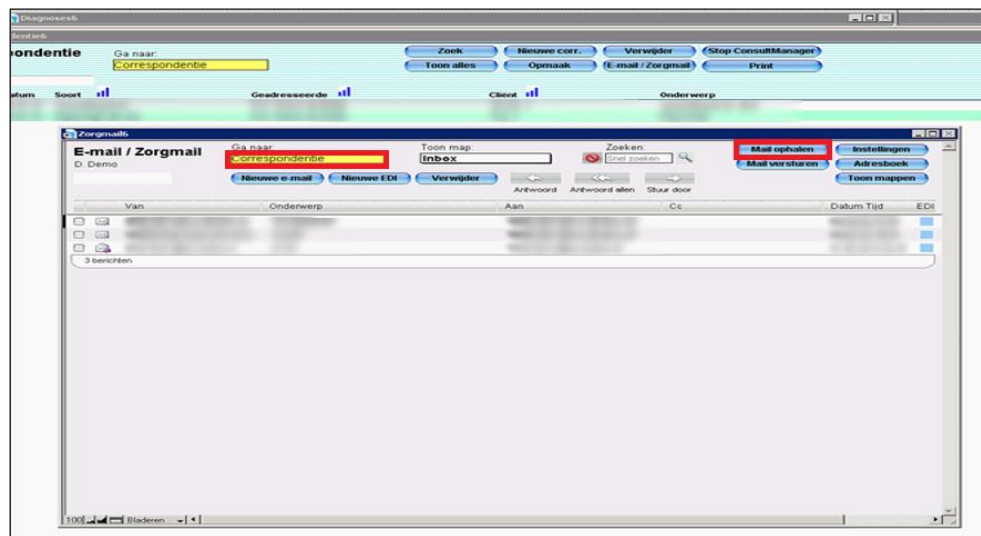 Diagnoses6
dentie6
ondentie
Ga naar:
Correspondentie
Zoek Nieuwe corr. Verwijder Stop ConsultManager
Toon alles Opmaak E-mail / Zorgmail Print
atum Soort Geadresseerde Cliënt Onderwerp
Zorgmail6
E-mail / Zorgmail
D. Demo
Ga naar:
Correspondentie
Toon map:
Inbox
Zoeken:
Snel zoeken
Mail ophalen Instellingen
Mail versturen Adresboek
Toon mappen
Nieuwe e-mail Nieuwe EDI Verwijder
Antwoord Antwoord allen Stuur door
Van Onderwerp Aan Cc Datum Tijd EDI
3 berichten
100 Bladeren